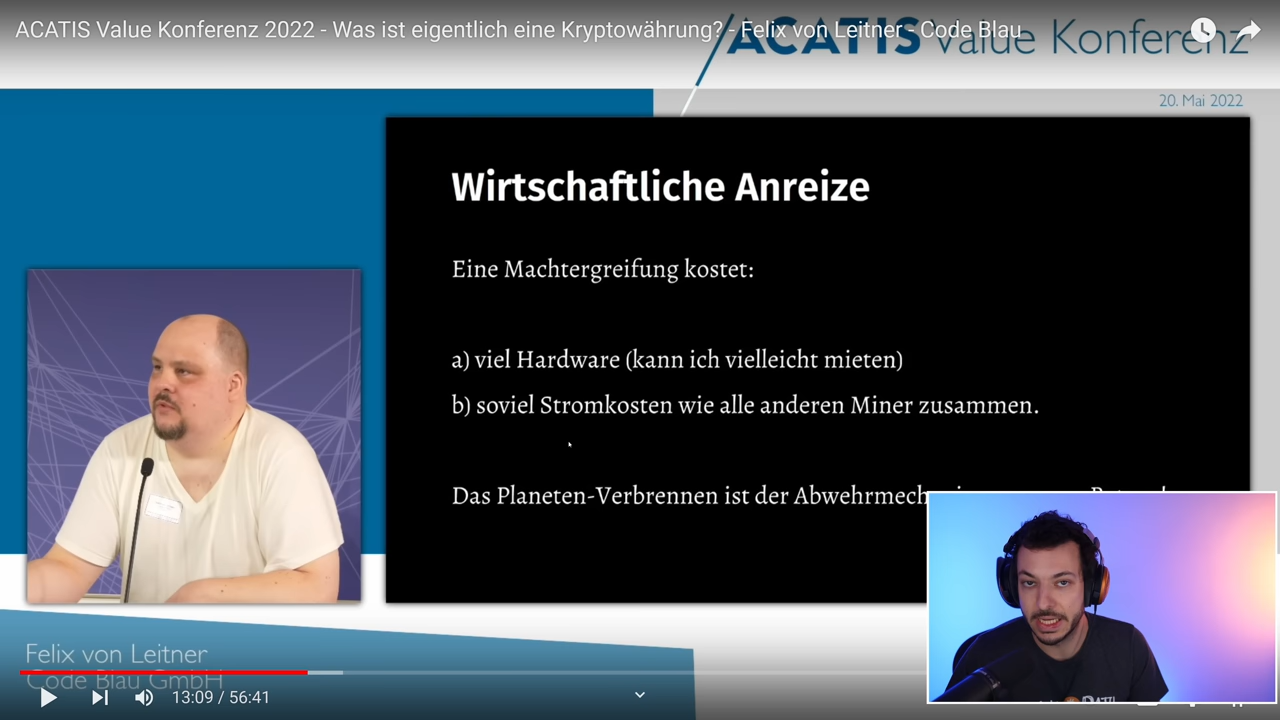 ACATIS Value Konferenz 2022 - Was ist eigentlich eine Kryptowährung? - Felix von Leitner - Code Blau
ACATIS Value Konferenz
20. Mai 2022
Wirtschaftliche Anreize
Eine Machtergreifung kostet:
a) viel Hardware (kann ich vielleicht mieten)
b) soviel Stromkosten wie alle anderen Miner zusammen.
Das Planeten-Verbrennen ist der
Felix von Leitner
Code Blau GmbH
13:09 / 56:41